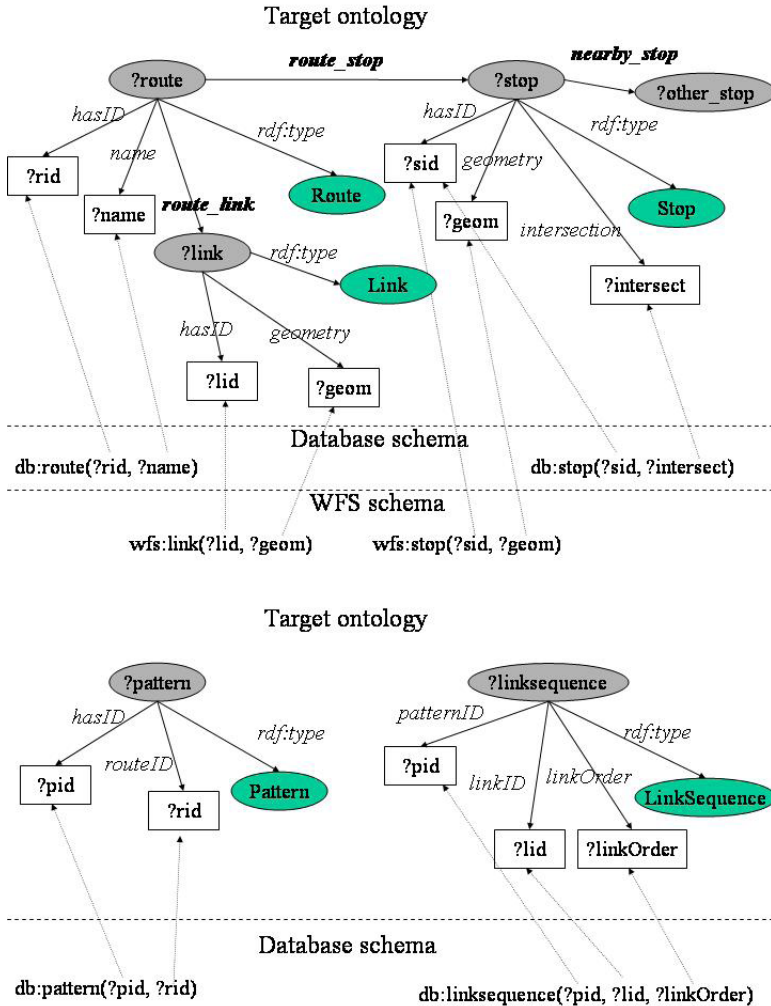 Target ontology
route_stop
nearby_stop
?route
?stop
?other_stop
hasID
name
rdf:type
hasID
geometry
rdf:type
?rid
?name
route_link
Route
?sid
?geom
intersection
Stop
?link
rdf:type
Link
?intersect
hasID
geometry
?lid
?geom
Database schema
db:route(?rid, ?name)
db:stop(?sid, ?intersect)
WFS schema
wfs:link(?lid, ?geom)
wfs:stop(?sid, ?geom)
Target ontology
?pattern
?linksequence
hasID
routeID
rdf:type
patternID
linkID
linkOrder
rdf:type
?pid
?rid
Pattern
?pid
LinkSequence
?lid
?linkOrder
Database schema
db:pattern(?pid, ?rid)
db:linksequence(?pid, ?lid, ?linkOrder)